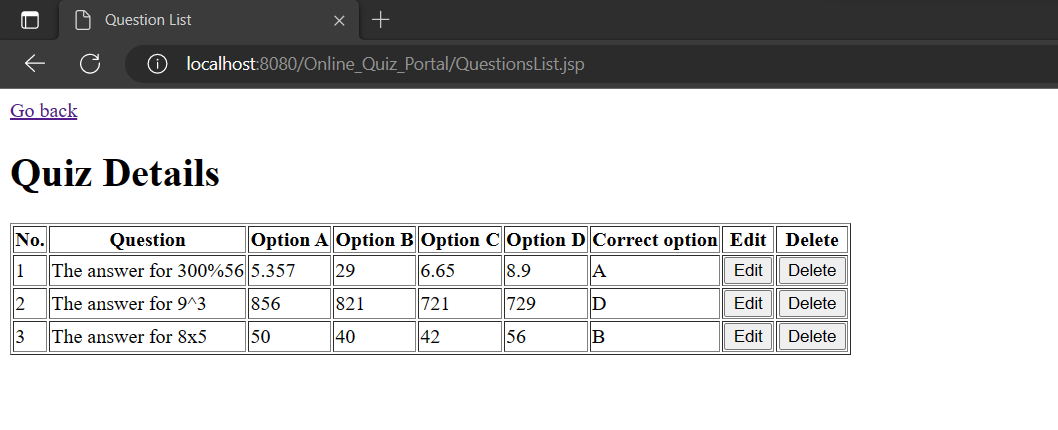 Question List
localhost:8080/Online_Quiz_Portal/QuestionsList.jsp
Go back
Quiz Details
No. Question Option A Option B Option C Option D Correct option Edit Delete
1 The answer for 300%56 5.357 29 6.65 8.9 A Edit Delete
2 The answer for 9^3 856 821 721 729 D Edit Delete
3 The answer for 8x5 50 40 42 56 B Edit Delete